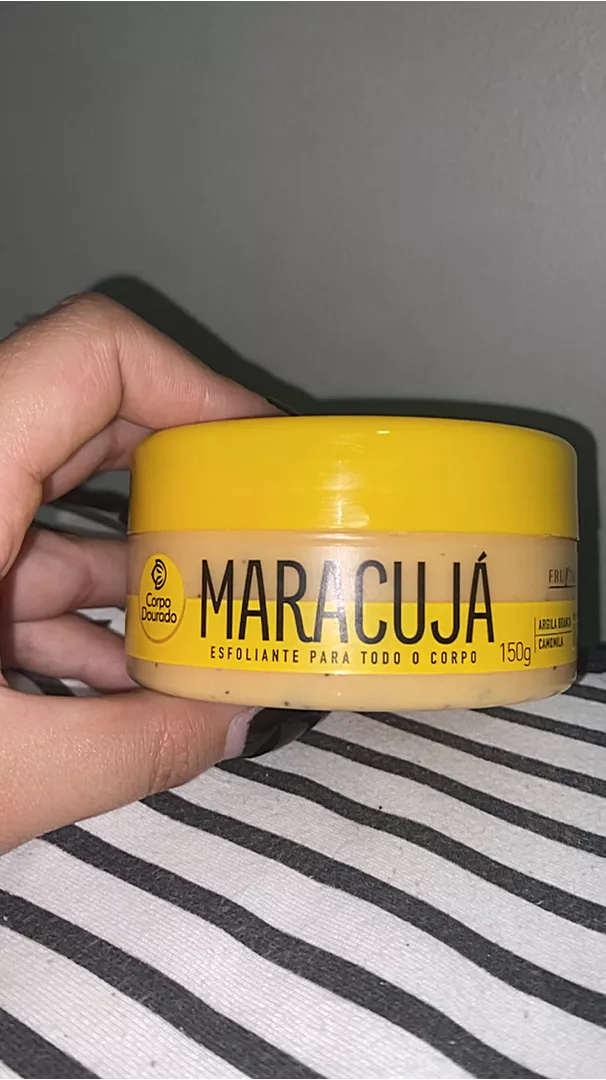 Corpo
Dourado
MARACUJÁ
ESFOLIANTE PARA TODO O CORPO
150g
ARGILA BRANCA
CAMOMILA